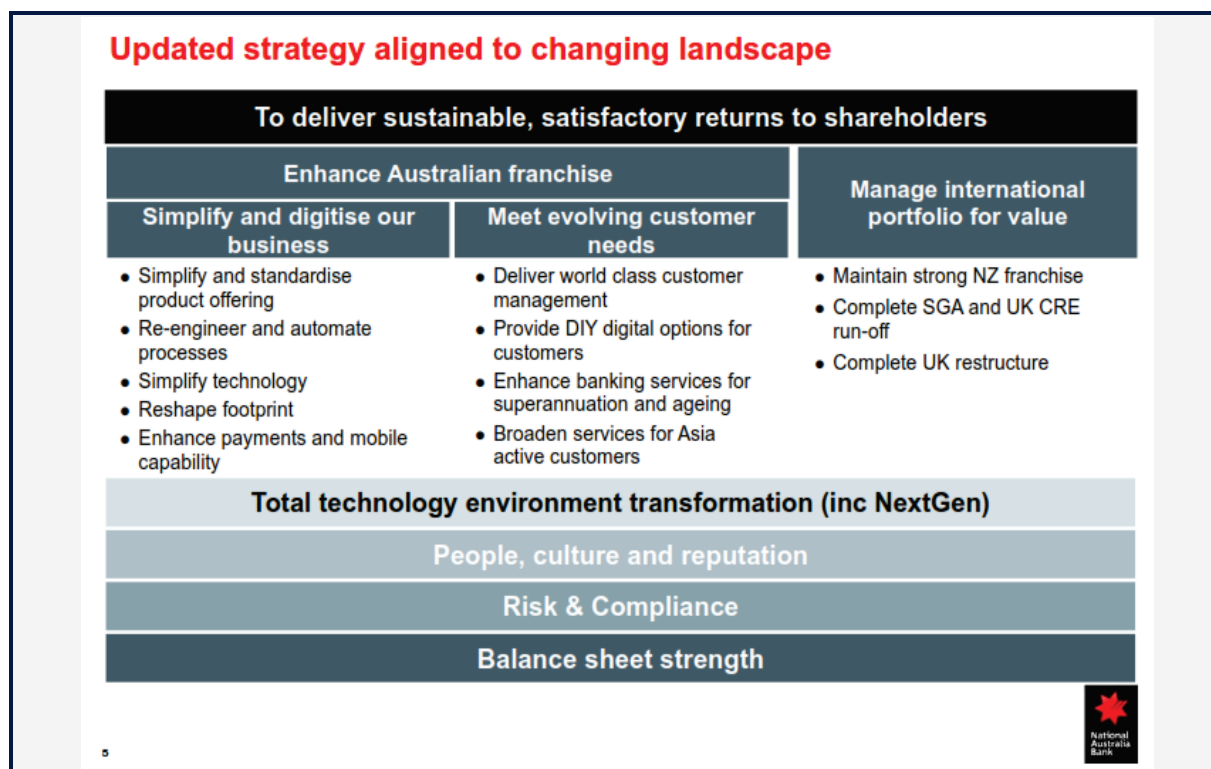 Updated strategy aligned to changing landscape
To deliver sustainable, satisfactory returns to shareholders
Enhance Australian franchise
Simplify and digitise our
business
● Simplify and standardise
product offering
● Re-engineer and automate
processes
● Simplify technology
● Reshape footprint
● Enhance payments and mobile
capability
Meet evolving customer
needs
● Deliver world class customer
management
● Provide DIY digital options for
customers
● Enhance banking services for
superannuation and ageing
● Broaden services for Asia
active customers
Manage international
portfolio for value
● Maintain strong NZ franchise
● Complete SGA and UK CRE
run-off
● Complete UK restructure
Total technology environment transformation (inc NextGen)
People, culture and reputation
Risk & Compliance
Balance sheet strength
National
Australia
Bank
5